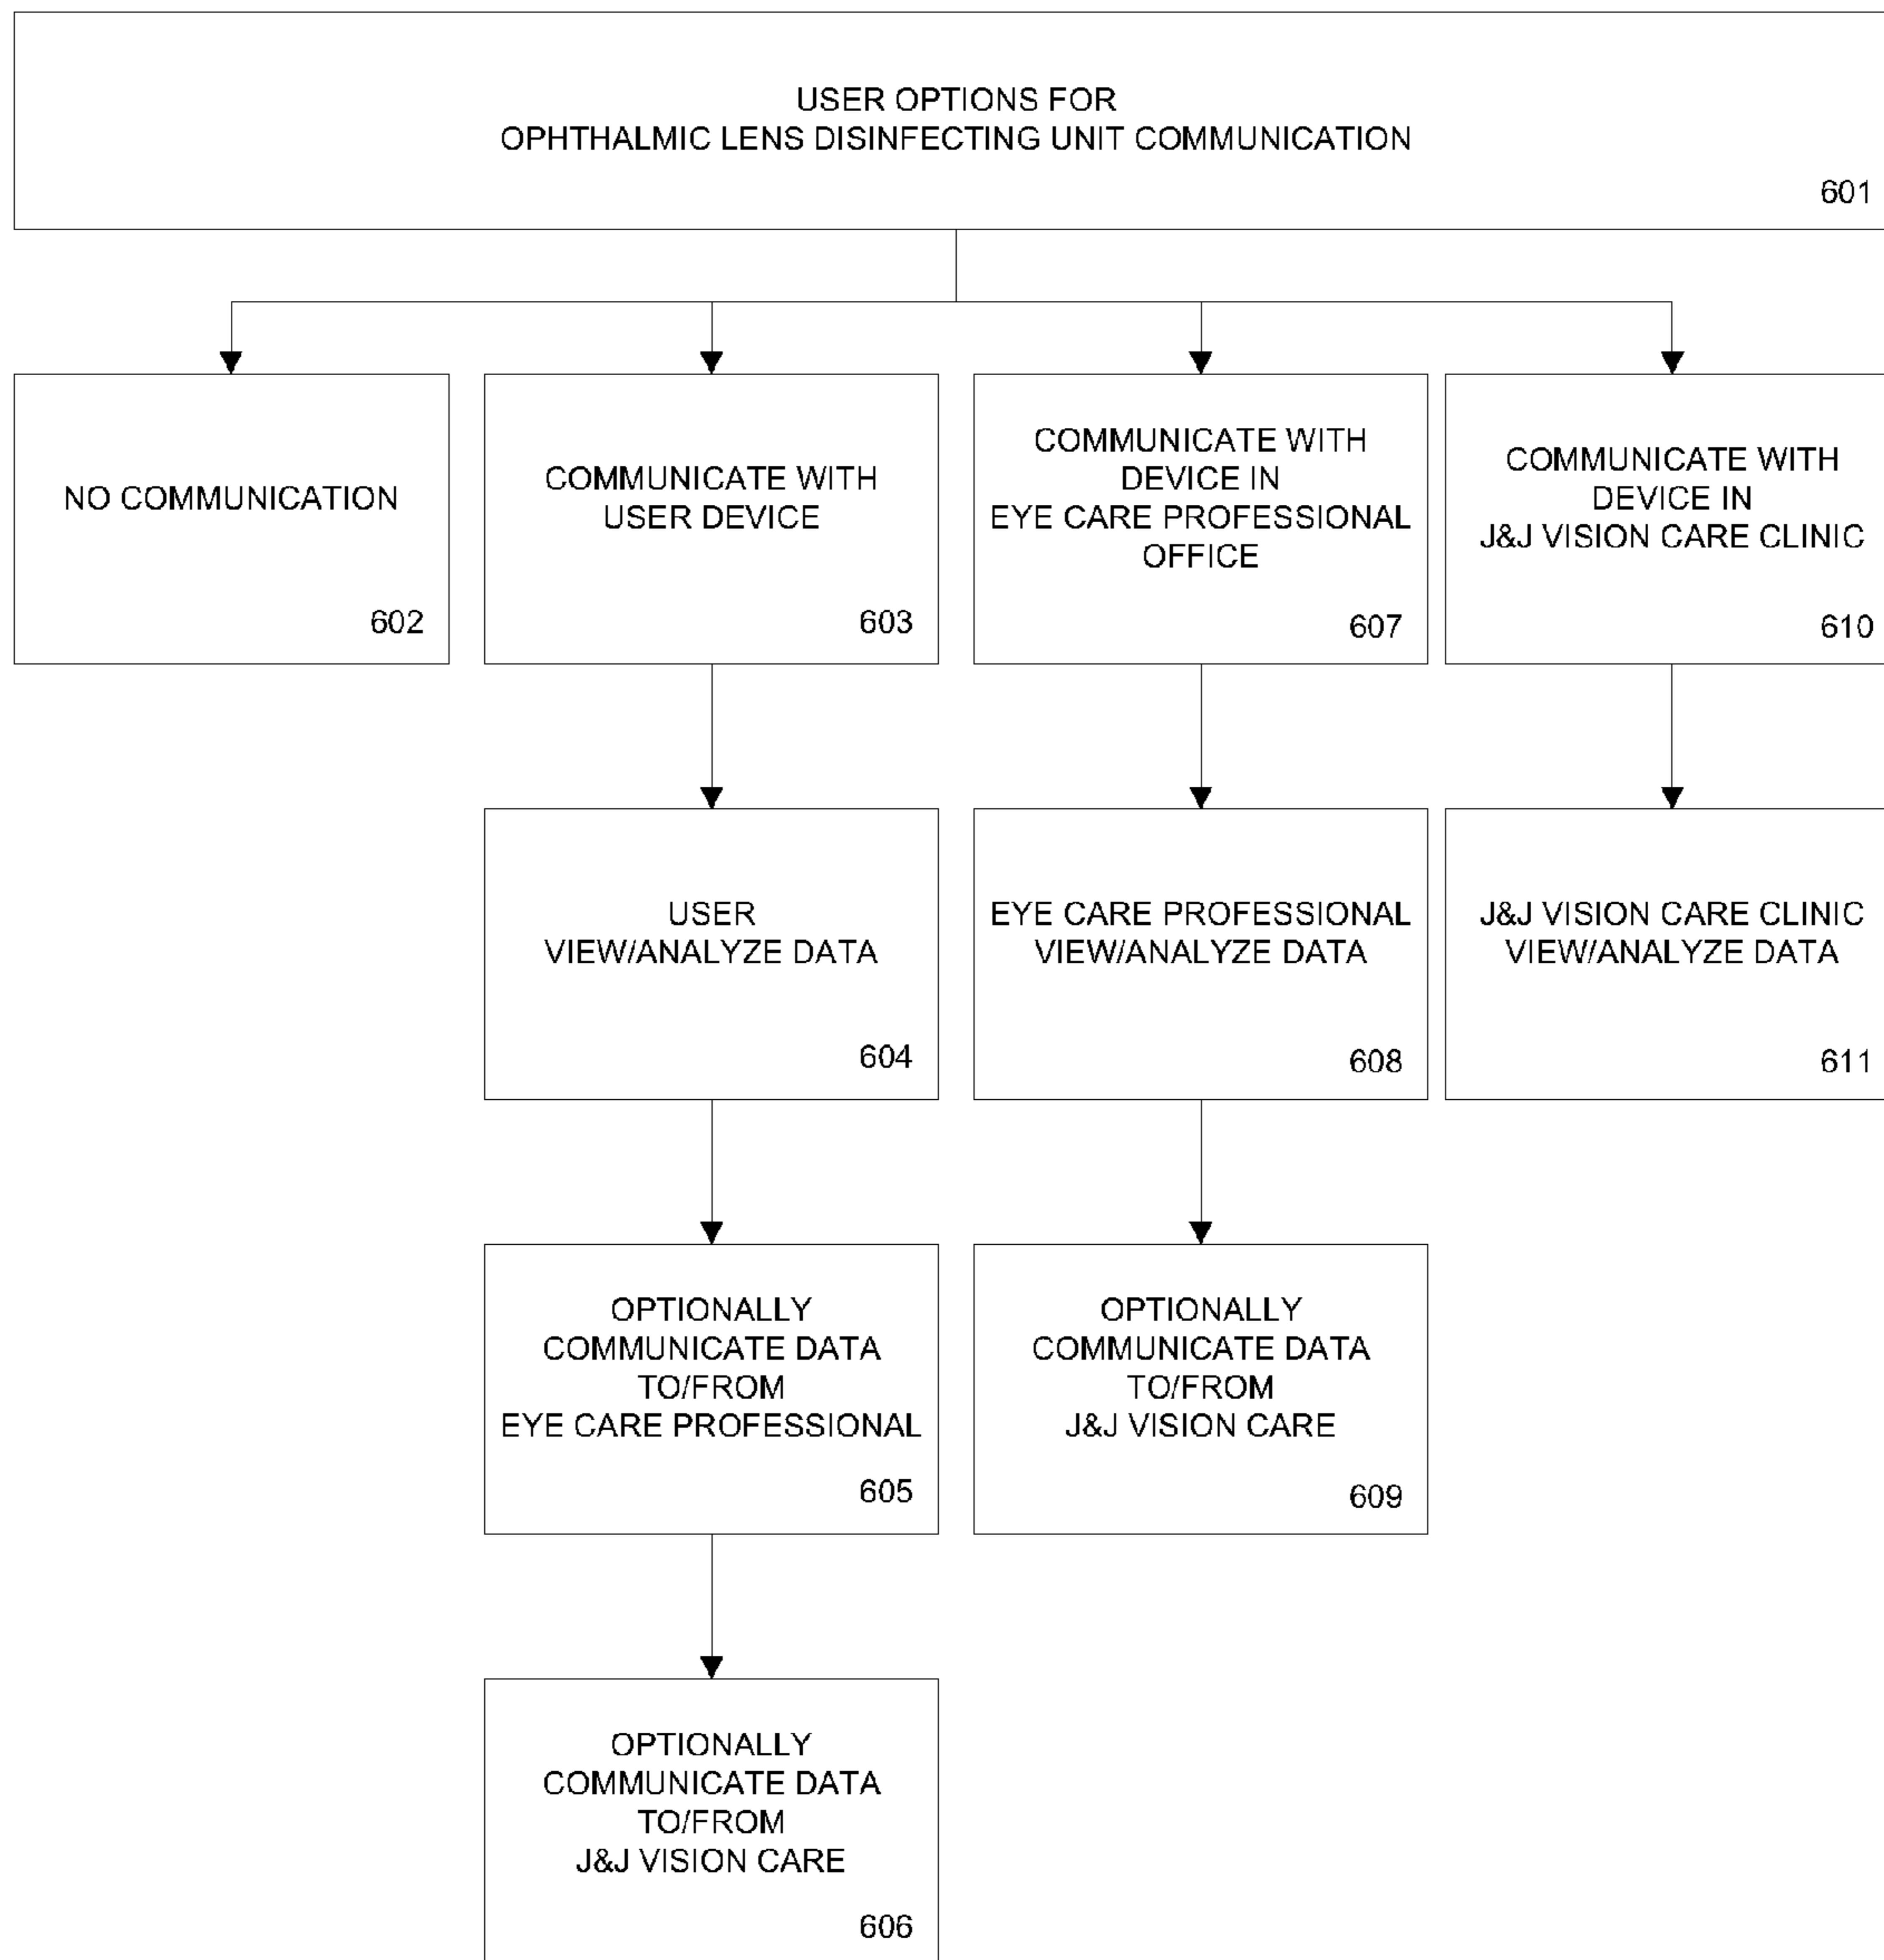 USER OPTIONS FOR
OPHTHALMIC LENS DISINFECTING UNIT COMMUNICATION
601
NO COMMUNICATION
602
COMMUNICATE WITH
USER DEVICE
603
COMMUNICATE WITH
DEVICE IN
EYE CARE PROFESSIONAL
OFFICE
607
COMMUNICATE WITH
DEVICE IN
J&J VISION CARE CLINIC
610
USER
VIEW/ANALYZE DATA
604
EYE CARE PROFESSIONAL
VIEW/ANALYZE DATA
608
J&J VISION CARE CLINIC
VIEW/ANALYZE DATA
611
OPTIONALLY
COMMUNICATE DATA
TO/FROM
EYE CARE PROFESSIONAL
605
OPTIONALLY
COMMUNICATE DATA
TO/FROM
J&J VISION CARE
609
OPTIONALLY
COMMUNICATE DATA
TO/FROM
J&J VISION CARE
606